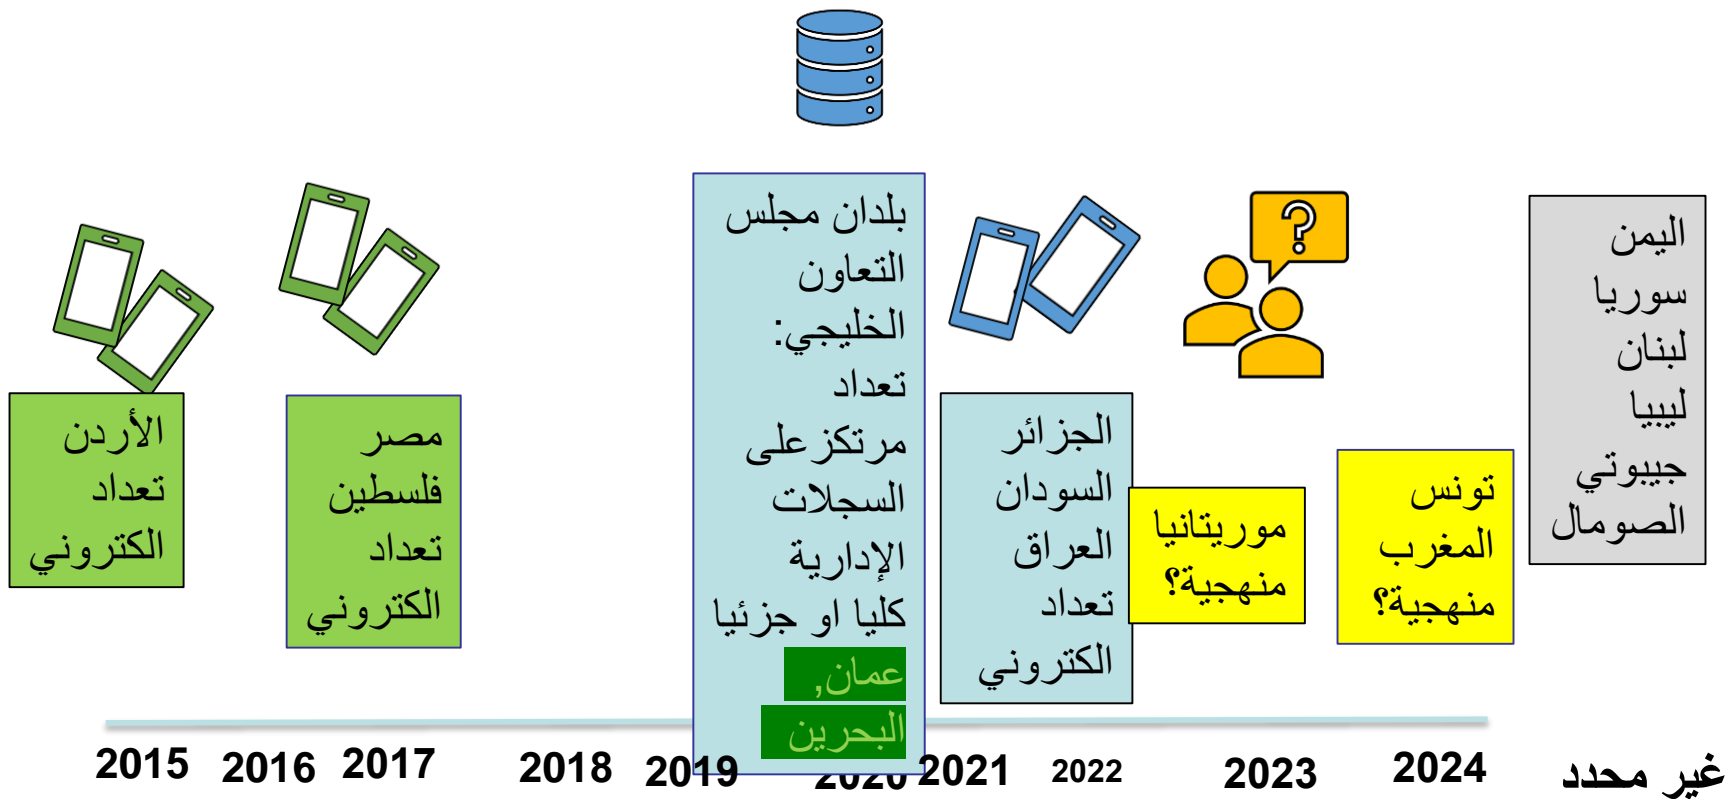 الأردن
تعداد
الكتروني
مصر
فلسطين
تعداد
الكتروني
بلدان مجلس
التعاون
الخليجي:
تعداد
مرتكزعلى
السجلات
الإدارية
كليا او جزئيا
عمان,
البحرين
الجزائر
السودان
العراق
تعداد
الكتروني
موريتانيا
منهجية؟
تونس
المغرب
منهجية؟
اليمن
سوريا
لبنان
ليبيا
جيبوتي
الصومال
2015 2016 2017 2018 2019 2020 2021 2022 2023 2024 غير محدد